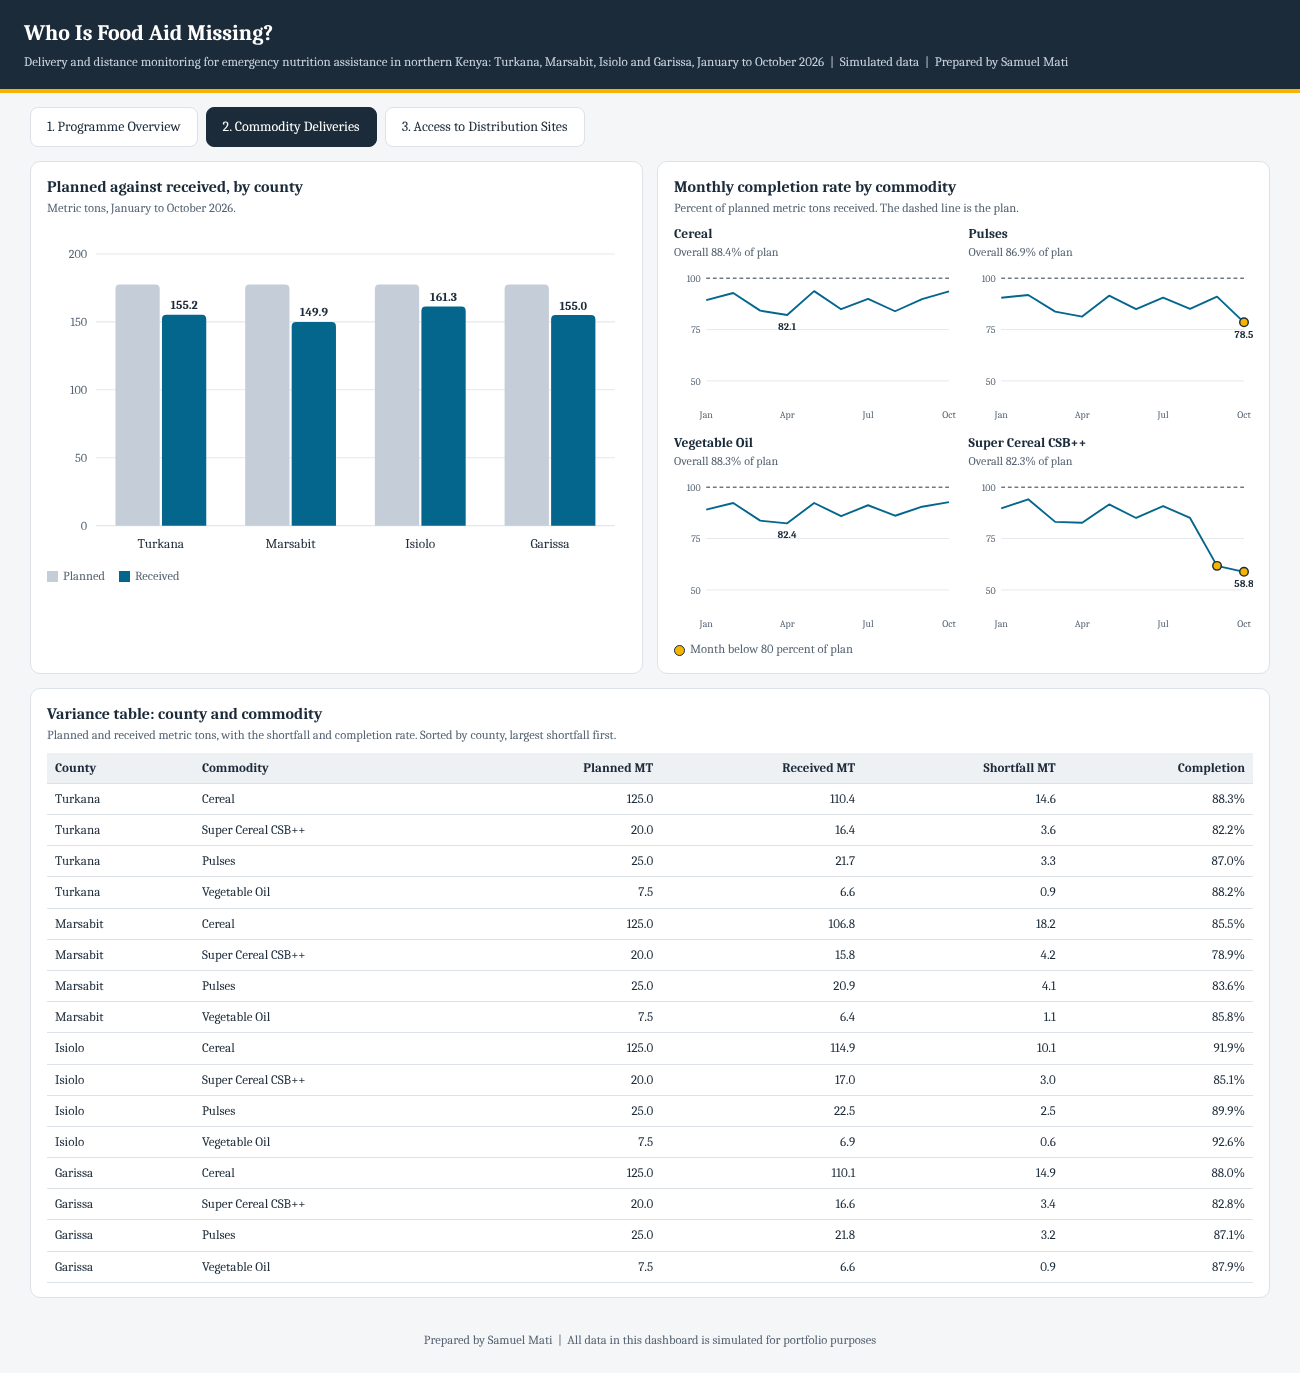 Who Is Food Aid Missing?
Delivery and distance monitoring for emergency nutrition assistance in northern Kenya: Turkana, Marsabit, Isiolo and Garissa, January to October 2026 | Simulated data | Prepared by Samuel Mati
1. Programme Overview
2. Commodity Deliveries
3. Access to Distribution Sites
Planned against received, by county
Metric tons, January to October 2026.
200
150
100
50
0
155.2
149.9
161.3
155.0
Turkana Marsabit Isiolo Garissa
Planned Received
Monthly completion rate by commodity
Percent of planned metric tons received. The dashed line is the plan.
Cereal
Overall 88.4% of plan
100
75
50
82.1
Jan Apr Jul Oct
Pulses
Overall 86.9% of plan
100
75
50
78.5
Jan Apr Jul Oct
Vegetable Oil
Overall 88.3% of plan
100
75
50
82.4
Jan Apr Jul Oct
Super Cereal CSB++
Overall 82.3% of plan
100
75
50
58.8
Jan Apr Jul Oct
Month below 80 percent of plan
Variance table: county and commodity
Planned and received metric tons, with the shortfall and completion rate. Sorted by county, largest shortfall first.
County Commodity Planned MT Received MT Shortfall MT Completion
Turkana Cereal 125.0 110.4 14.6 88.3%
Turkana Super Cereal CSB++ 20.0 16.4 3.6 82.2%
Turkana Pulses 25.0 21.7 3.3 87.0%
Turkana Vegetable Oil 7.5 6.6 0.9 88.2%
Marsabit Cereal 125.0 106.8 18.2 85.5%
Marsabit Super Cereal CSB++ 20.0 15.8 4.2 78.9%
Marsabit Pulses 25.0 20.9 4.1 83.6%
Marsabit Vegetable Oil 7.5 6.4 1.1 85.8%
Isiolo Cereal 125.0 114.9 10.1 91.9%
Isiolo Super Cereal CSB++ 20.0 17.0 3.0 85.1%
Isiolo Pulses 25.0 22.5 2.5 89.9%
Isiolo Vegetable Oil 7.5 6.9 0.6 92.6%
Garissa Cereal 125.0 110.1 14.9 88.0%
Garissa Super Cereal CSB++ 20.0 16.6 3.4 82.8%
Garissa Pulses 25.0 21.8 3.2 87.1%
Garissa Vegetable Oil 7.5 6.6 0.9 87.9%
Prepared by Samuel Mati | All data in this dashboard is simulated for portfolio purposes